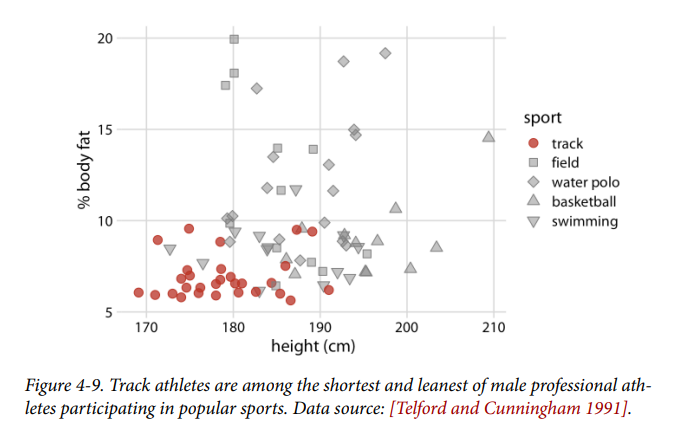 20
15
10
5
% body fat
170 180 190 200 210
height (cm)
sport
track
field
water polo
basketball
swimming
Figure 4-9. Track athletes are among the shortest and leanest of male professional ath-
letes participating in popular sports. Data source: [Telford and Cunningham 1991].